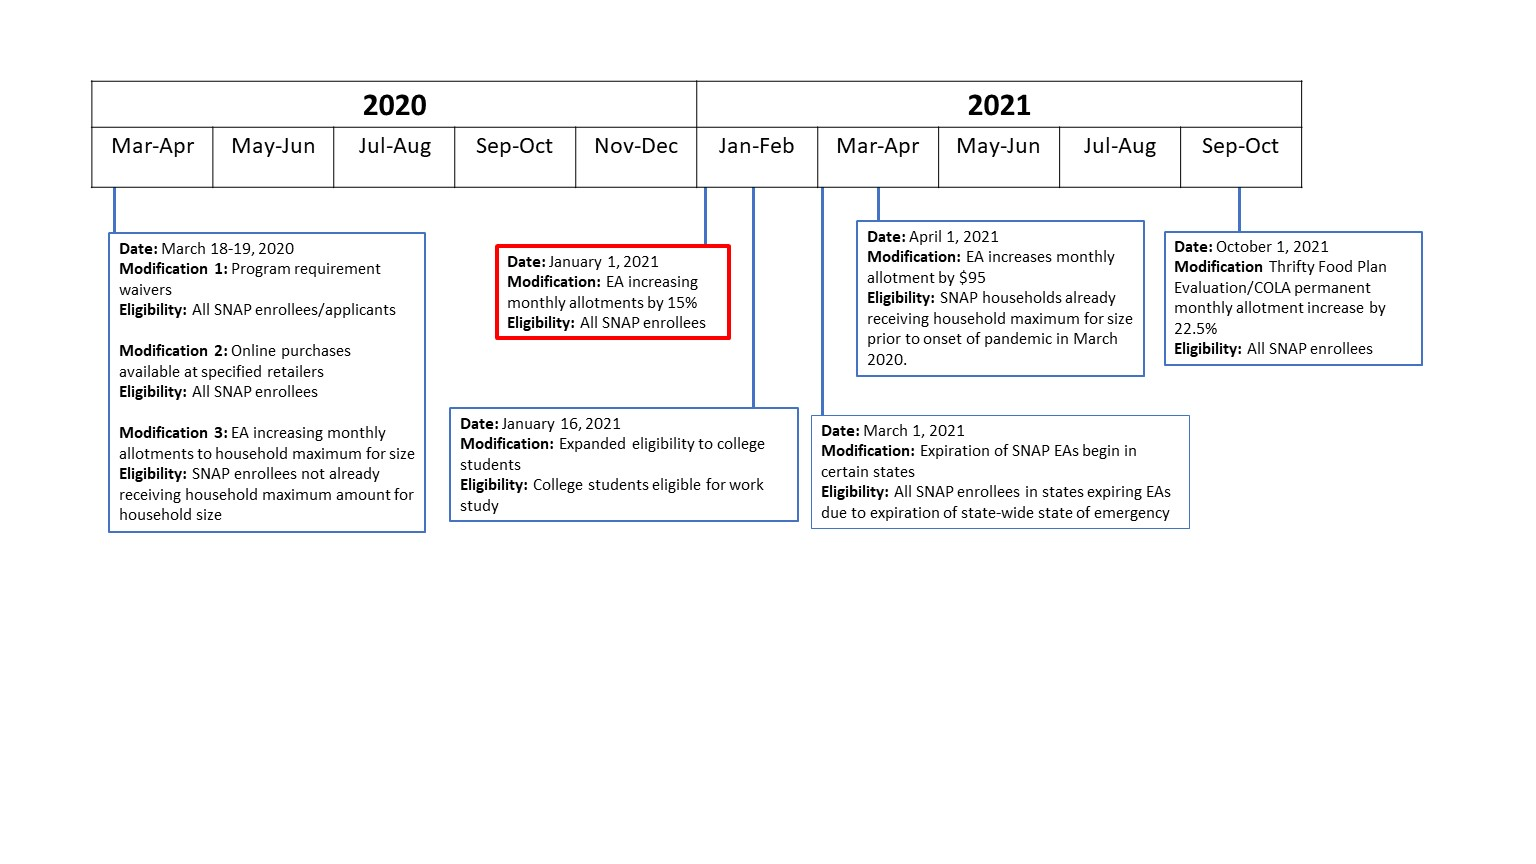 2020
2021
Mar-Apr
May-Jun
Jul-Aug
Sep-Oct
Nov-Dec
Jan-Feb
Mar-Apr
May-Jun
Jul-Aug
Sep-Oct
Date: March 18-19, 2020
Modification 1: Program requirement
waivers
Eligibility: All SNAP enrollees/applicants
Modification 2: Online purchases
available at specified retailers
Eligibility: All SNAP enrollees
Modification 3: EA increasing monthly
allotments to household maximum for size
Eligibility: SNAP enrollees not already
receiving household maximum amount for
household size
Date: January 1, 2021
Modification: EA increasing
monthly allotments by 15%
Eligibility: All SNAP enrollees
Date: January 16, 2021
Modification: Expanded eligibility to college
students
Eligibility: College students eligible for work
study
Date: March 1, 2021
Modification: Expiration of SNAP EAs begin in
certain states
Eligibility: All SNAP enrollees in states expiring EAs
due to expiration of state-wide state of emergency
Date: April 1, 2021
Modification: EA increases monthly
allotment by $95
Eligibility: SNAP households already
receiving household maximum for size
prior to onset of pandemic in March
2020.
Date: October 1, 2021
Modification Thrifty Food Plan
Evaluation/COLA permanent
monthly allotment increase by
22.5%
Eligibility: All SNAP enrollees